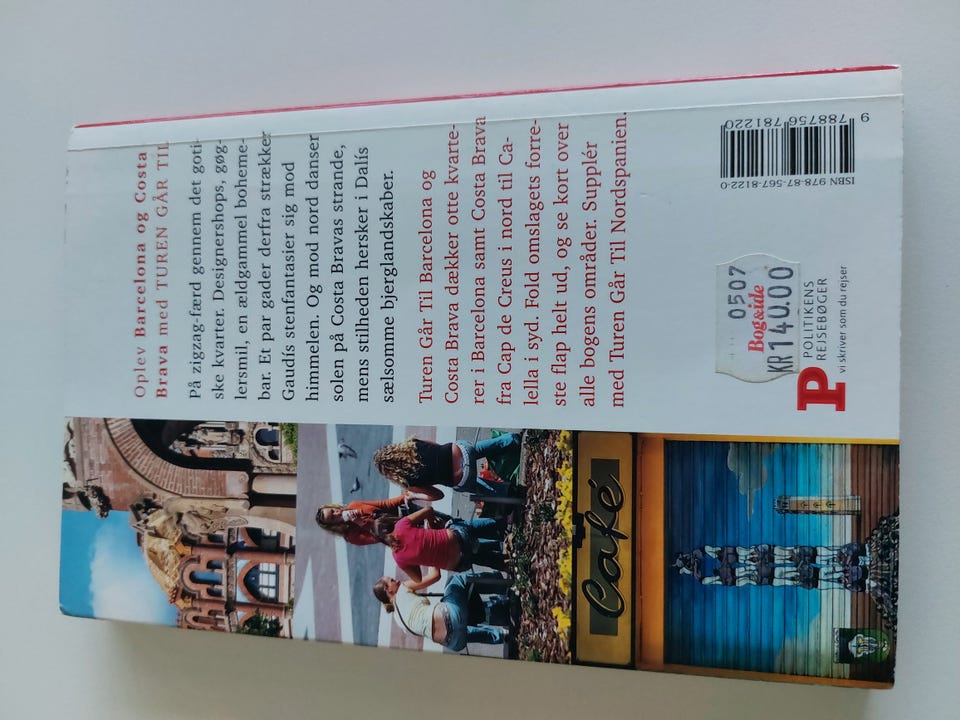 Oplev Barcelona og Costa
Brava med TUREN GÅR TIL
På zigzag-færd gennem det goti-
ske kvarter. Designershops, gøg-
lersmil, en ældgammel boheme-
bar. Et par gader derfra strækker
Gaudís stenfantasier sig mod
himmelen. Og mod nord danser
solen på Costa Bravas strande,
mens stilheden hersker i Dalís
sælsomme bjerglandskaber.
Turen Går Til Barcelona og
Costa Brava dækker otte kvarte-
rer i Barcelona samt Costa Brava
fra Cap de Creus i nord til Ca-
lella i syd. Fold omslagets forre-
ste flap helt ud, og se kort over
alle bogens områder. Supplér
med Turen Går Til Nordspanien.
0507
Bog&ide
KR 140.00
P
POLITIKENS
REJSEBØGER
vi skriver som du rejser
ISBN 978-87-567-8122-0
9 788756 781220
Café